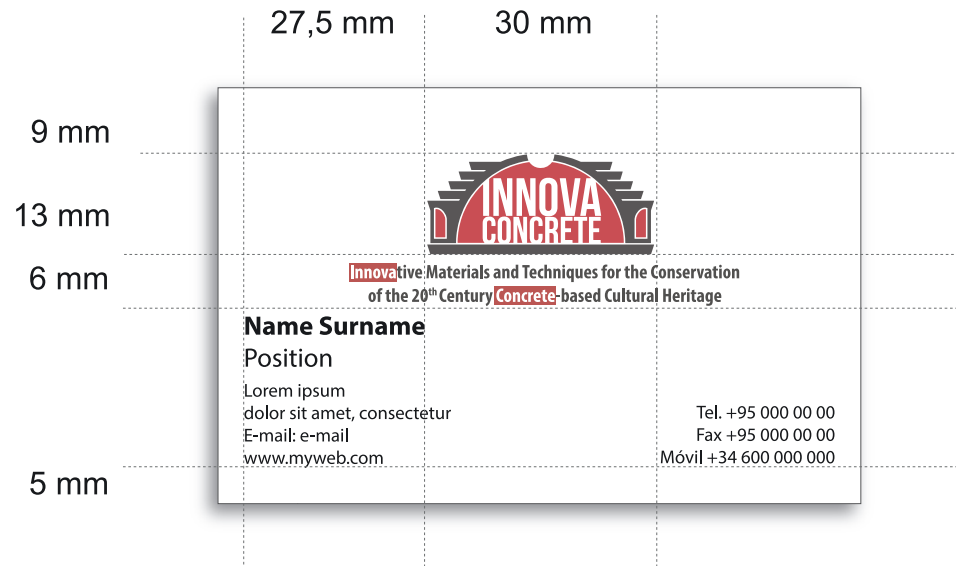 27,5 mm
30 mm
9 mm
13 mm
6 mm
5 mm
INNOVA
CONCRETE
Innovative Materials and Techniques for the Conservation
of the 20th Century Concrete-based Cultural Heritage
Name Surname
Position
Lorem ipsum
dolor sit amet, consectetur
E-mail: e-mail
www.myweb.com
Tel. +95 000 00 00
Fax +95 000 00 00
Móvil +34 600 000 000